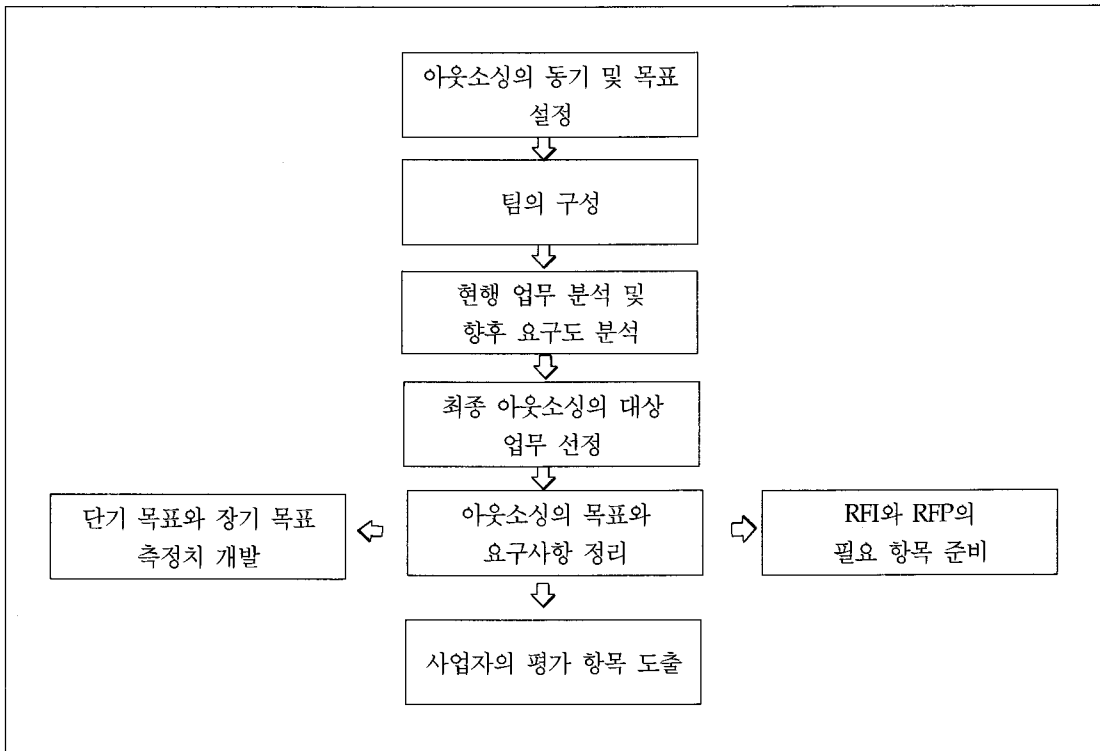 아웃소싱의 동기 및 목표
설정
팀의 구성
현행 업무 분석 및
향후 요구도 분석
최종 아웃소싱의 대상
업무 선정
단기 목표와 장기 목표
측정치 개발
아웃소싱의 목표와
요구사항 정리
RFI와 RFP의
필요 항목 준비
사업자의 평가 항목 도출